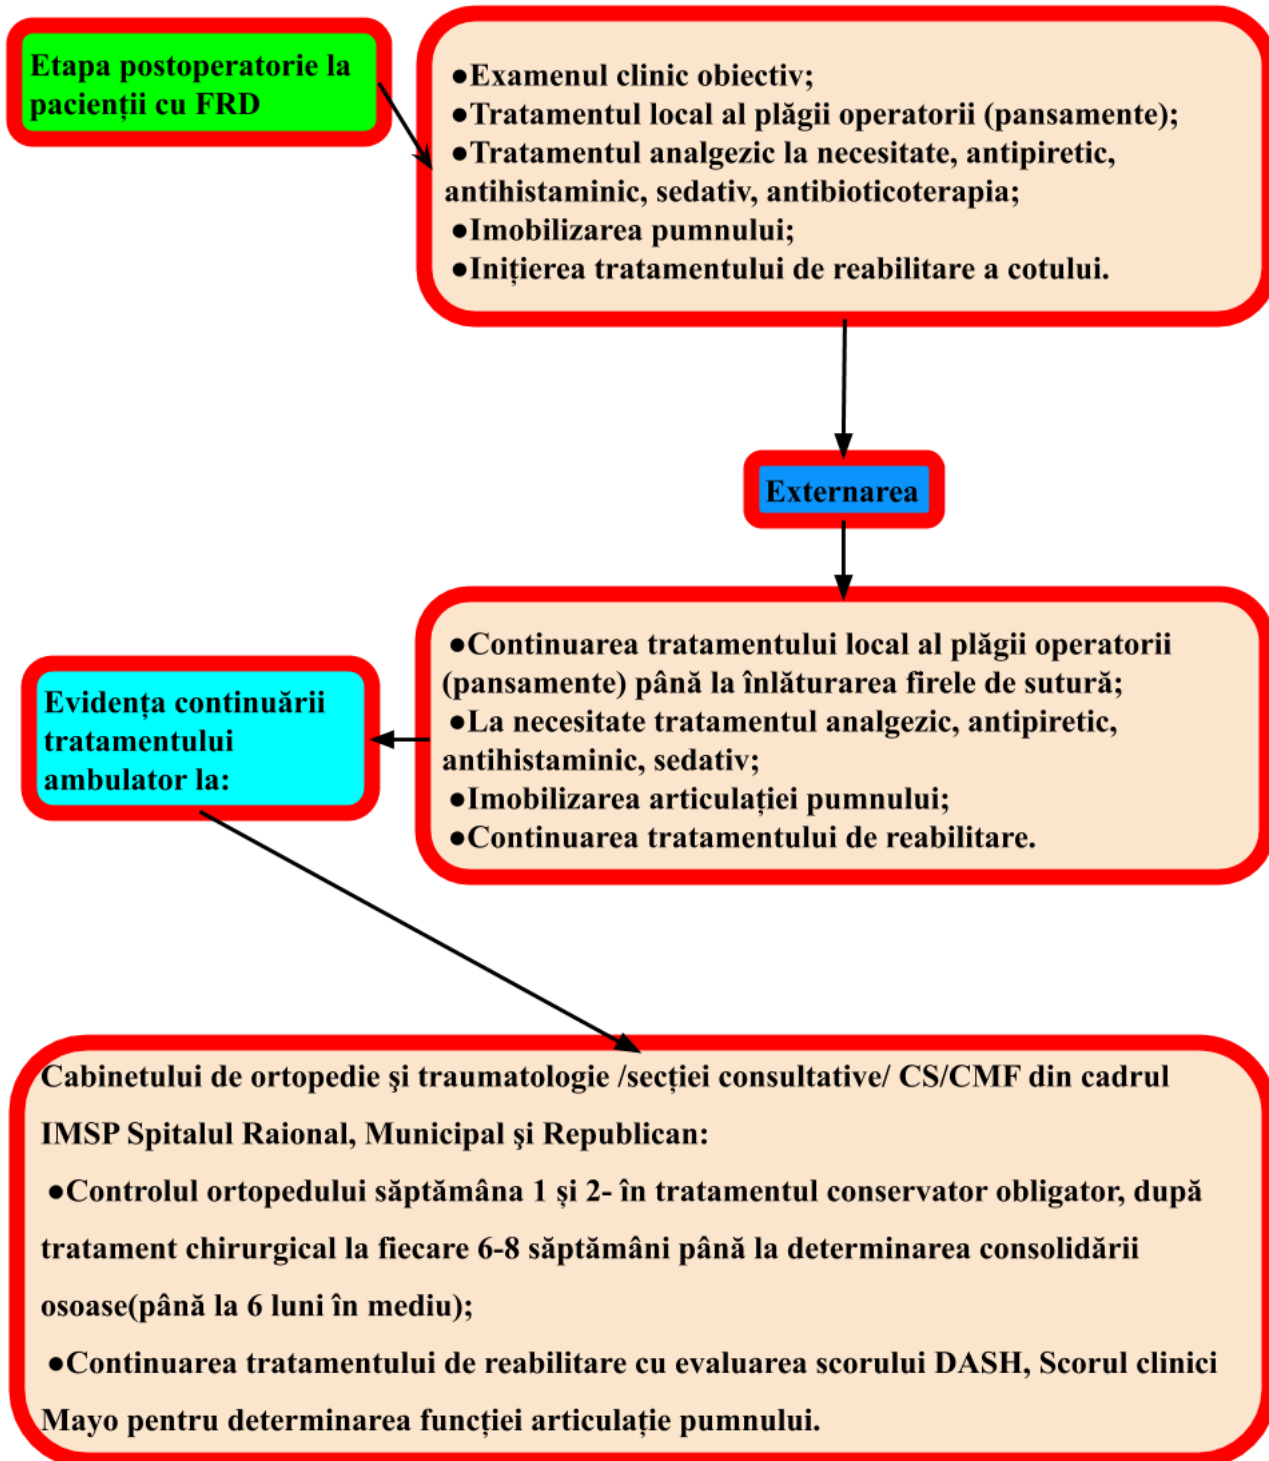 Etapa postoperatorie la
pacienții cu FRD
●Examenul clinic obiectiv;
●Tratamentul local al plăgii operatorii (pansamente);
●Tratamentul analgezic la necesitate, antipiretic,
antihistaminic, sedativ, antibioticoterapia;
●Imobilizarea pumnului;
●Inițierea tratamentului de reabilitare a cotului.
Externarea
●Continuarea tratamentului local al plăgii operatorii
(pansamente) până la înlăturarea firele de sutură;
●La necesitate tratamentul analgezic, antipiretic,
antihistaminic, sedativ;
●Imobilizarea articulației pumnului;
●Continuarea tratamentului de reabilitare.
Evidența continuării
tratamentului
ambulator la:
Cabinetului de ortopedie şi traumatologie /secției consultative/ CS/CMF din cadrul
IMSP Spitalul Raional, Municipal şi Republican:
●Controlul ortopedului săptămâna 1 și 2- în tratamentul conservator obligator, după
tratament chirurgical la fiecare 6-8 săptămâni până la determinarea consolidării
osoase(până la 6 luni în mediu);
●Continuarea tratamentului de reabilitare cu evaluarea scorului DASH, Scorul clinici
Mayo pentru determinarea funcției articulație pumnului.